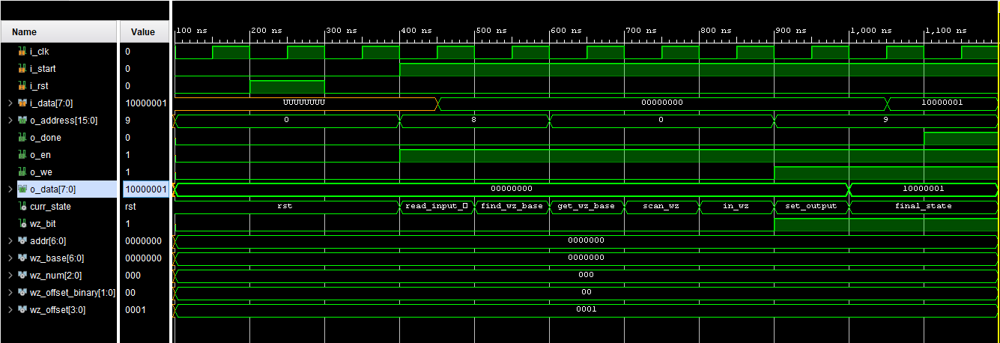 Name Value 100 ns 200 ns 300 ns 400 ns 500 ns 600 ns 700 ns 800 ns 900 ns 1,000 ns 1,100 ns
i_clk 0
i_start 0
i_rst 0
i_data[7:0] 10000001 UUUUUUUU 00000000 10000001
o_address[15:0] 9 0 8 0 9
o_done 0
o_en 1
o_we 1
o_data[7:0] 10000001 00000000 10000001
curr_state rst rst read_input_ find_wz_base get_wz_base scan_wz in_wz set_output final_state
wz_bit 1
addr[6:0] 0000000 0000000
wz_base[6:0] 0000000 0000000
wz_num[2:0] 000 000
wz_offset_binary[1:0] 00 00
wz_offset[3:0] 0001 0001